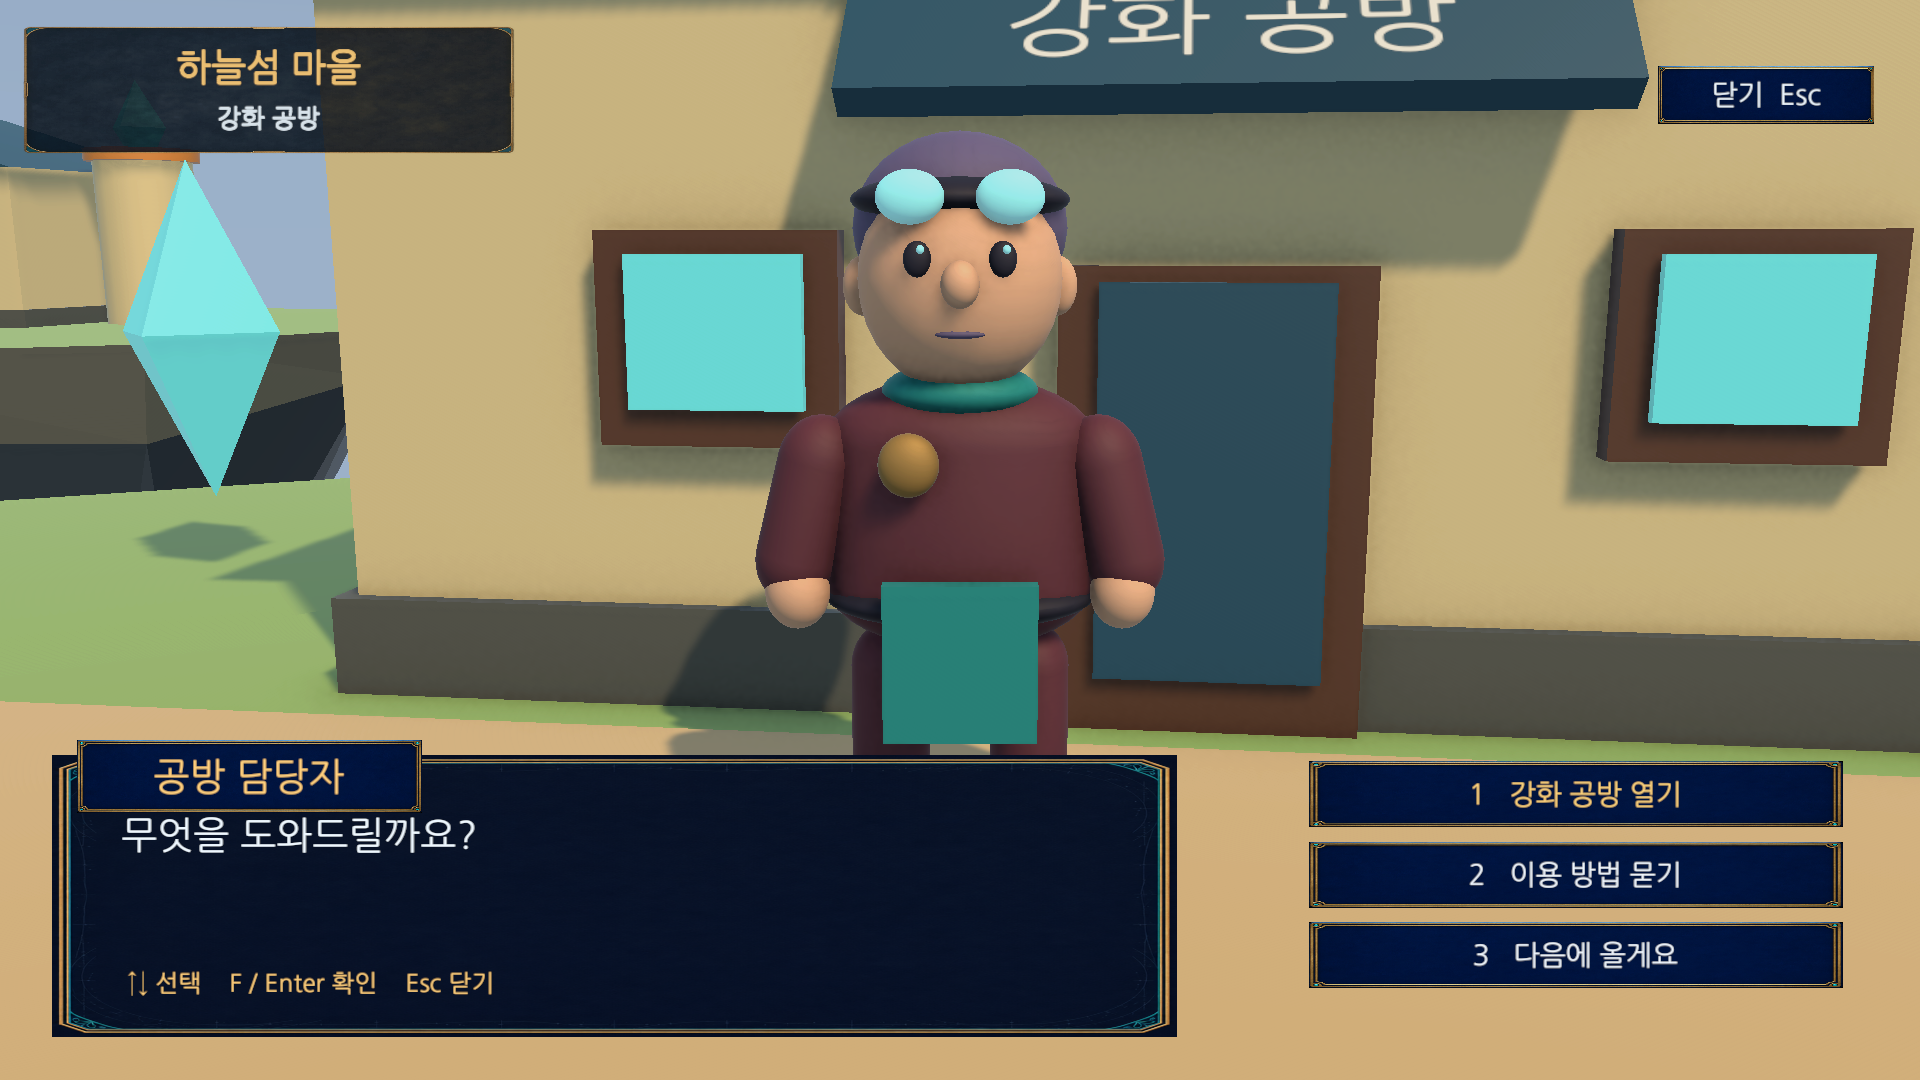 강화 공방
하늘섬 마을
강화 공방
닫기 Esc
공방 담당자
무엇을 도와드릴까요?
↑↓ 선택 F / Enter 확인 Esc 닫기
1 강화 공방 열기
2 이용 방법 묻기
3 다음에 올게요